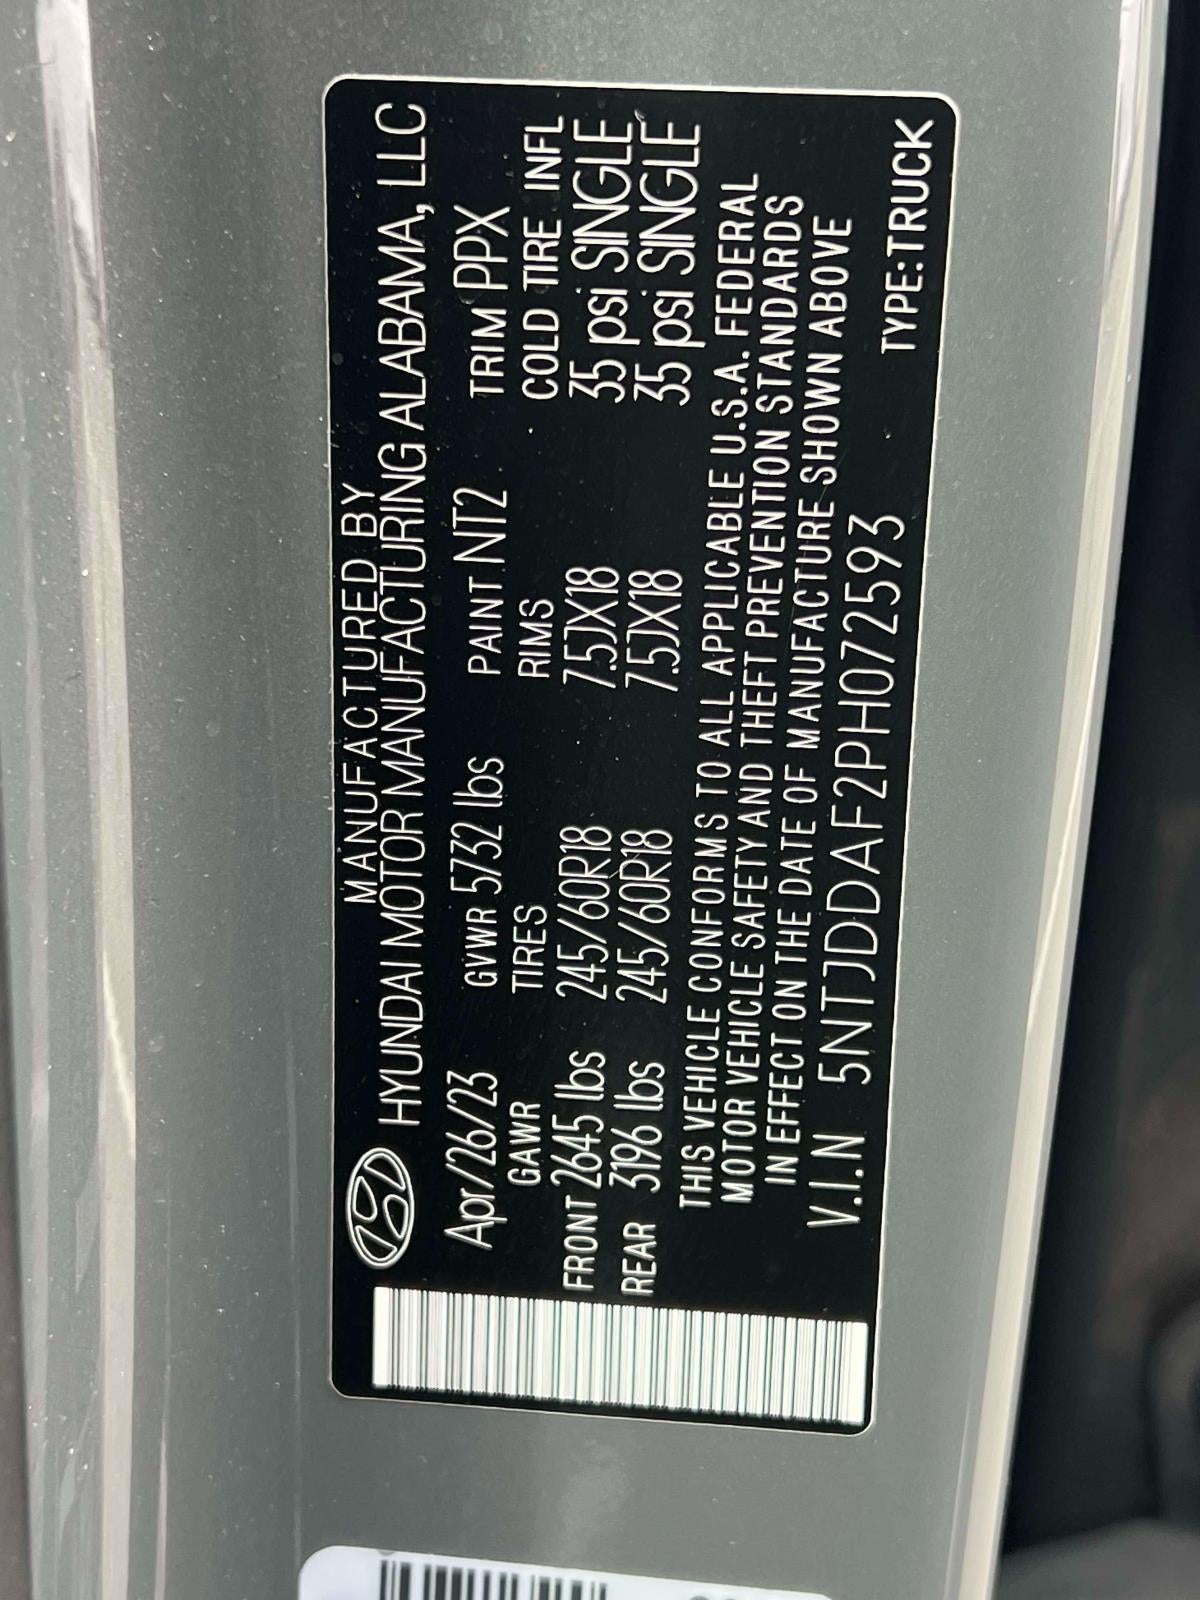 MANUFACTURED BY
HYUNDAI MOTOR MANUFACTURING ALABAMA, LLC
Apr/26/23 GVWR 5732 lbs PAINT NT2 TRIM PPX
GAWR TIRES RIMS COLD TIRE INFL
FRONT 2645 lbs 245/60R18 7.5JX18 35 psi SINGLE
REAR 3196 lbs 245/60R18 7.5JX18 35 psi SINGLE
THIS VEHICLE CONFORMS TO ALL APPLICABLE U.S.A. FEDERAL
MOTOR VEHICLE SAFETY AND THEFT PREVENTION STANDARDS
IN EFFECT ON THE DATE OF MANUFACTURE SHOWN ABOVE
V.I.N 5NTJDDAF2PH072593
TYPE:TRUCK